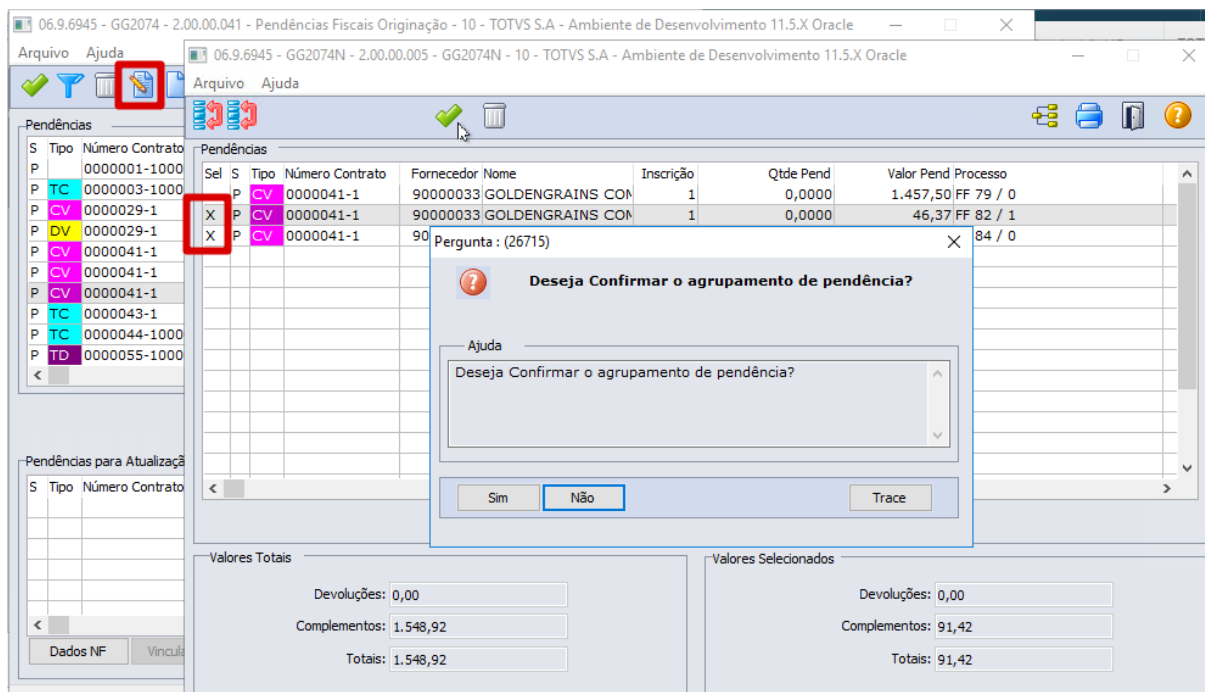 06.9.6945 - GG2074 - 2.00.00.041 - Pendências Fiscais Originação - 10 - TOTVS S.A - Ambiente de Desenvolvimento 11.5.X Oracle
Arquivo Ajuda
06.9.6945 - GG2074N - 2.00.00.005 - GG2074N - 10 - TOTVS S.A - Ambiente de Desenvolvimento 11.5.X Oracle
Arquivo Ajuda
Pendências
S Tipo Número Contrato
P 0000001-1000
P TC 0000003-1000
P CV 0000029-1
P DV 0000029-1
P CV 0000041-1
P CV 0000041-1
P CV 0000041-1
P TC 0000043-1
P TC 0000044-1000
P TD 0000055-1000
Pendências para Atualizaçã
S Tipo Número Contrato
Dados NF
Pendências
Sel S Tipo Número Contrato Fornecedor Nome Inscrição Qtde Pend Valor Pend Processo
P CV 0000041-1 90000033 GOLDENGRAINS CON 1 0,0000 1.457,50 FF 79 / 0
X P CV 0000041-1 90000033 GOLDENGRAINS CON 1 0,0000 46,37 FF 82 / 1
X P CV 0000041-1 90 84 / 0
Pergunta : (26715)
Deseja Confirmar o agrupamento de pendência?
Ajuda
Deseja Confirmar o agrupamento de pendência?
Sim Não Trace
Valores Totais
Devoluções: 0,00
Complementos: 1.548,92
Totais: 1.548,92
Valores Selecionados
Devoluções: 0,00
Complementos: 91,42
Totais: 91,42